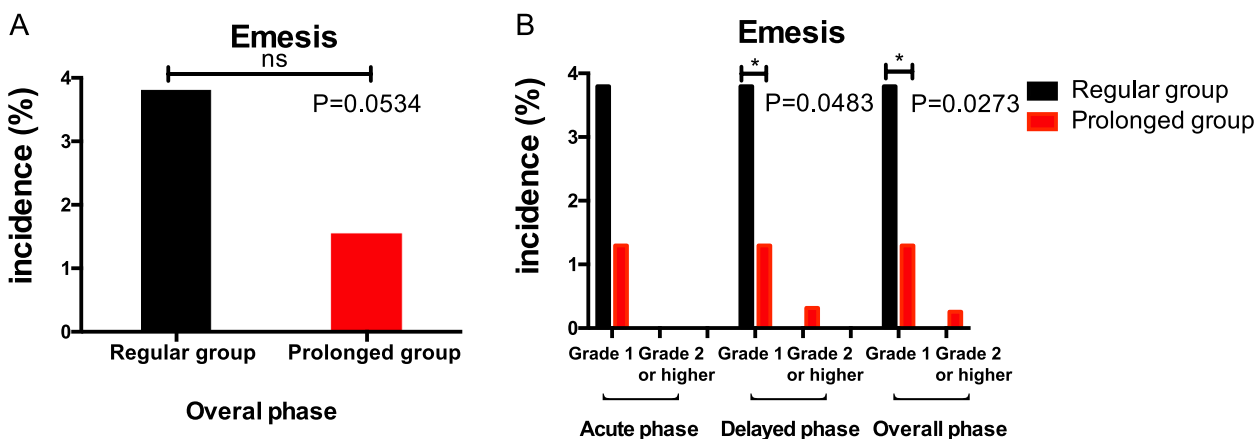 A
Emesis
ns
P=0.0534
incidence (%)
4
3
2
1
0
Regular group
Prolonged group
Overal phase
B
Emesis
*
*
P=0.0483
P=0.0273
incidence (%)
4
3
2
1
0
Grade 1
Grade 2
or higher
Grade 1
Grade 2
or higher
Grade 1
Grade 2
or higher
Acute phase
Delayed phase
Overall phase
Regular group
Prolonged group